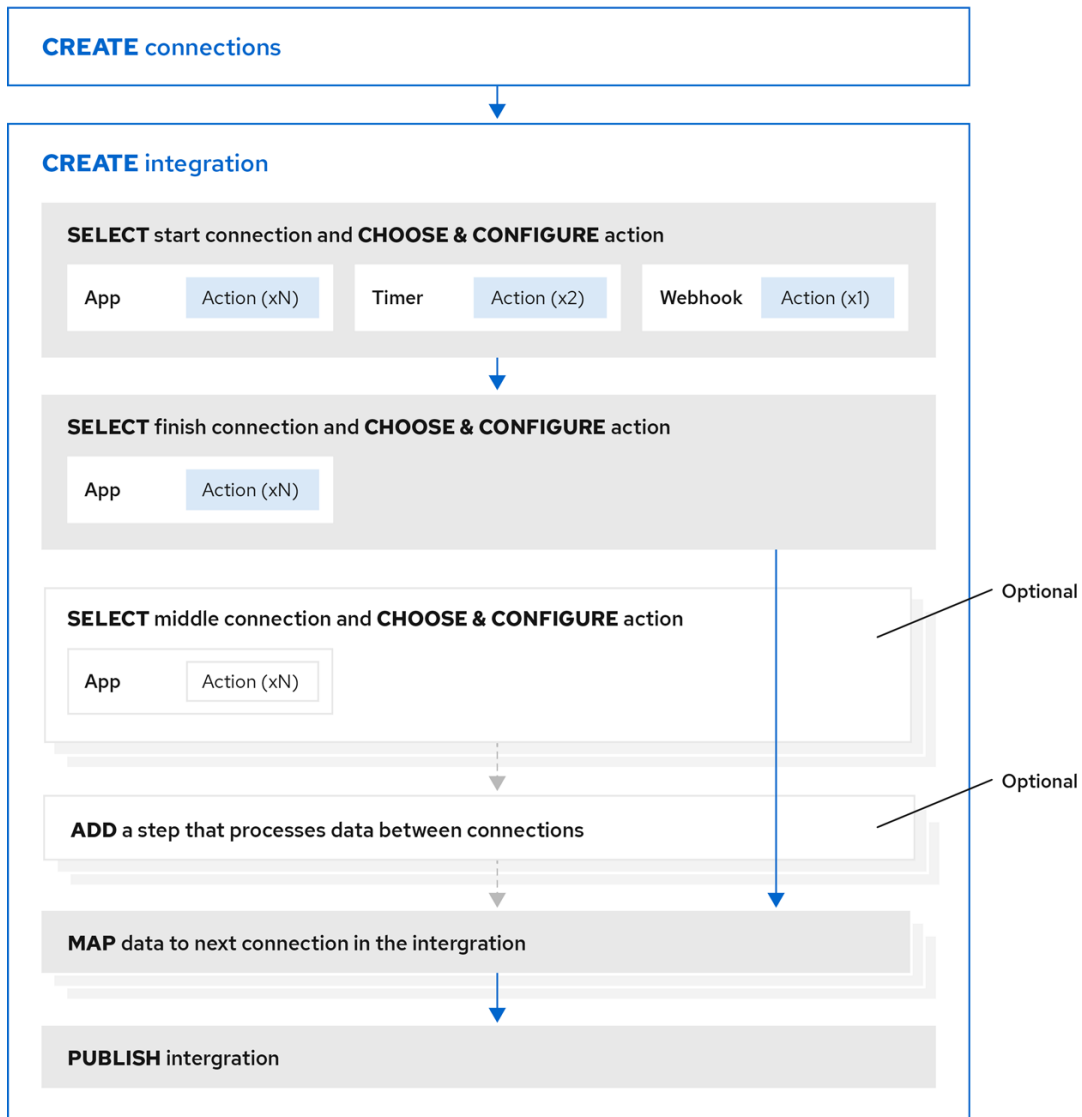 CREATE connections
CREATE integration
SELECT start connection and CHOOSE & CONFIGURE action
App
Action (xN)
Timer
Action (x2)
Webhook
Action (x1)
SELECT finish connection and CHOOSE & CONFIGURE action
App
Action (xN)
Optional
SELECT middle connection and CHOOSE & CONFIGURE action
App
Action (xN)
Optional
ADD a step that processes data between connections
MAP data to next connection in the intergration
PUBLISH intergration